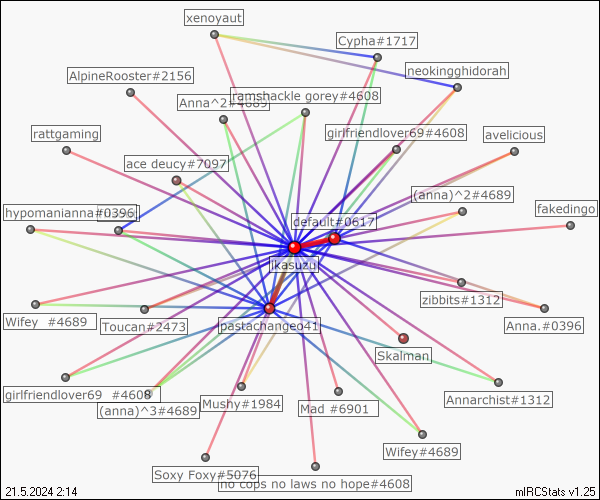 xenoyaut
Cypha#1717
neokingghidorah
AlpineRooster#2156
ramshackle gorey#4608
Anna^2#4689
girlfriendlover69#4608
rattgaming
avelicious
ace deucy#7097
(anna)^2#4689
hypomanianna#0396
default#0617
fakedingo
ikasuzu
zibbits#1312
Wifey #4689
Toucan#2473
pastachangeo41
Anna.#0396
Skalman
girlfriendlover69 #4608
(anna)^3#4689
Mushy#1984
Mad #6901
Annarchist#1312
Wifey#4689
Soxy Foxy#5076
no cops no laws no hope#4608
21.5.2024 2:14
mIRCStats v1.25